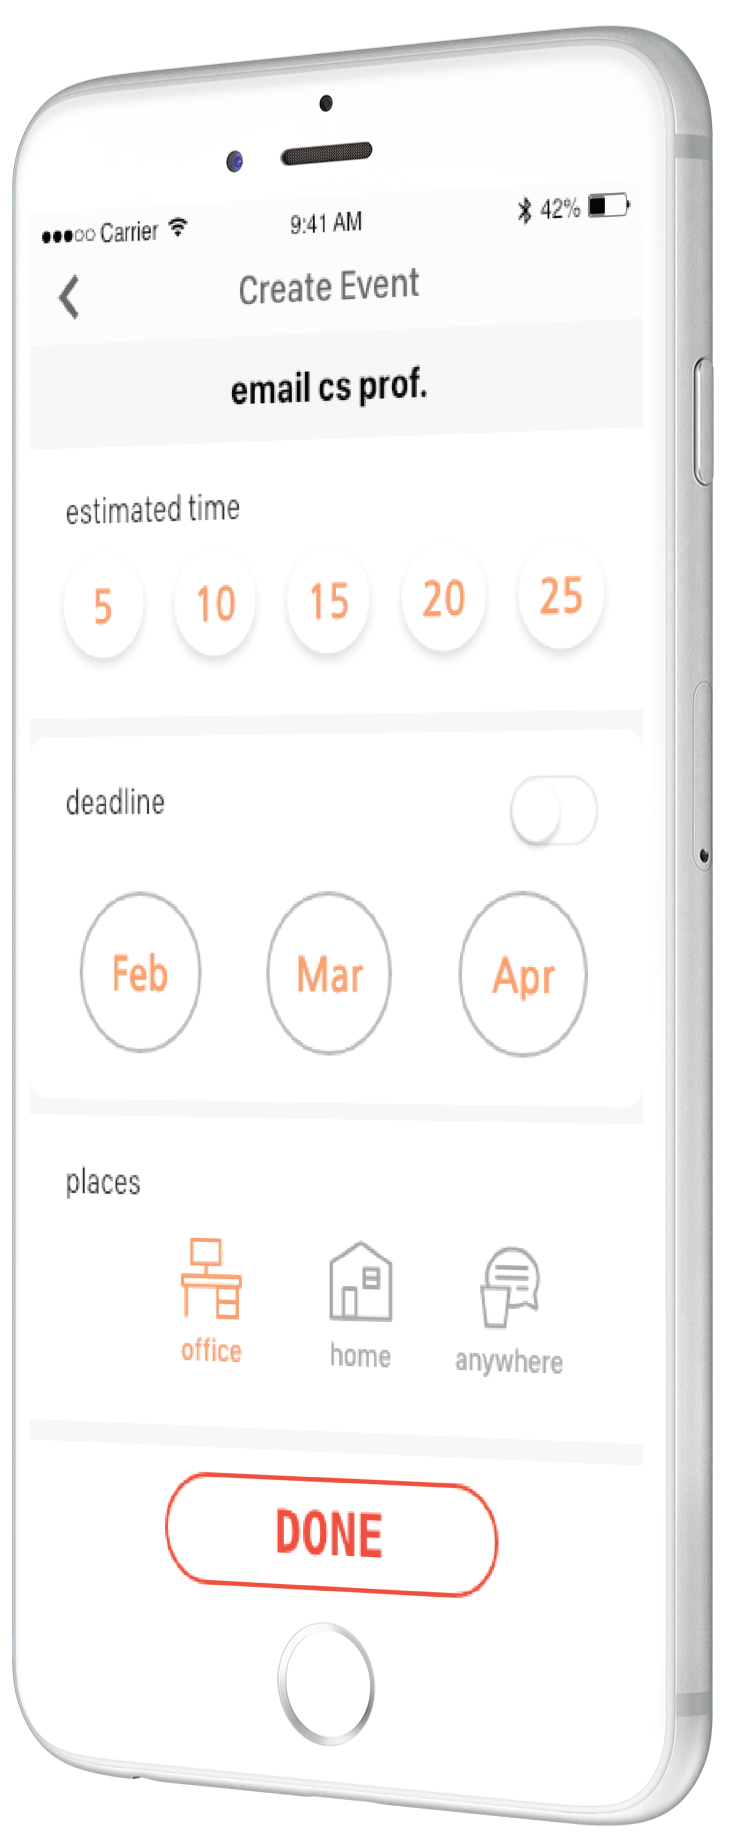 Carrier 9:41 AM 42%
Create Event
email cs prof.
estimated time
5 10 15 20 25
deadline
Feb Mar Apr
places
office home anywhere
DONE